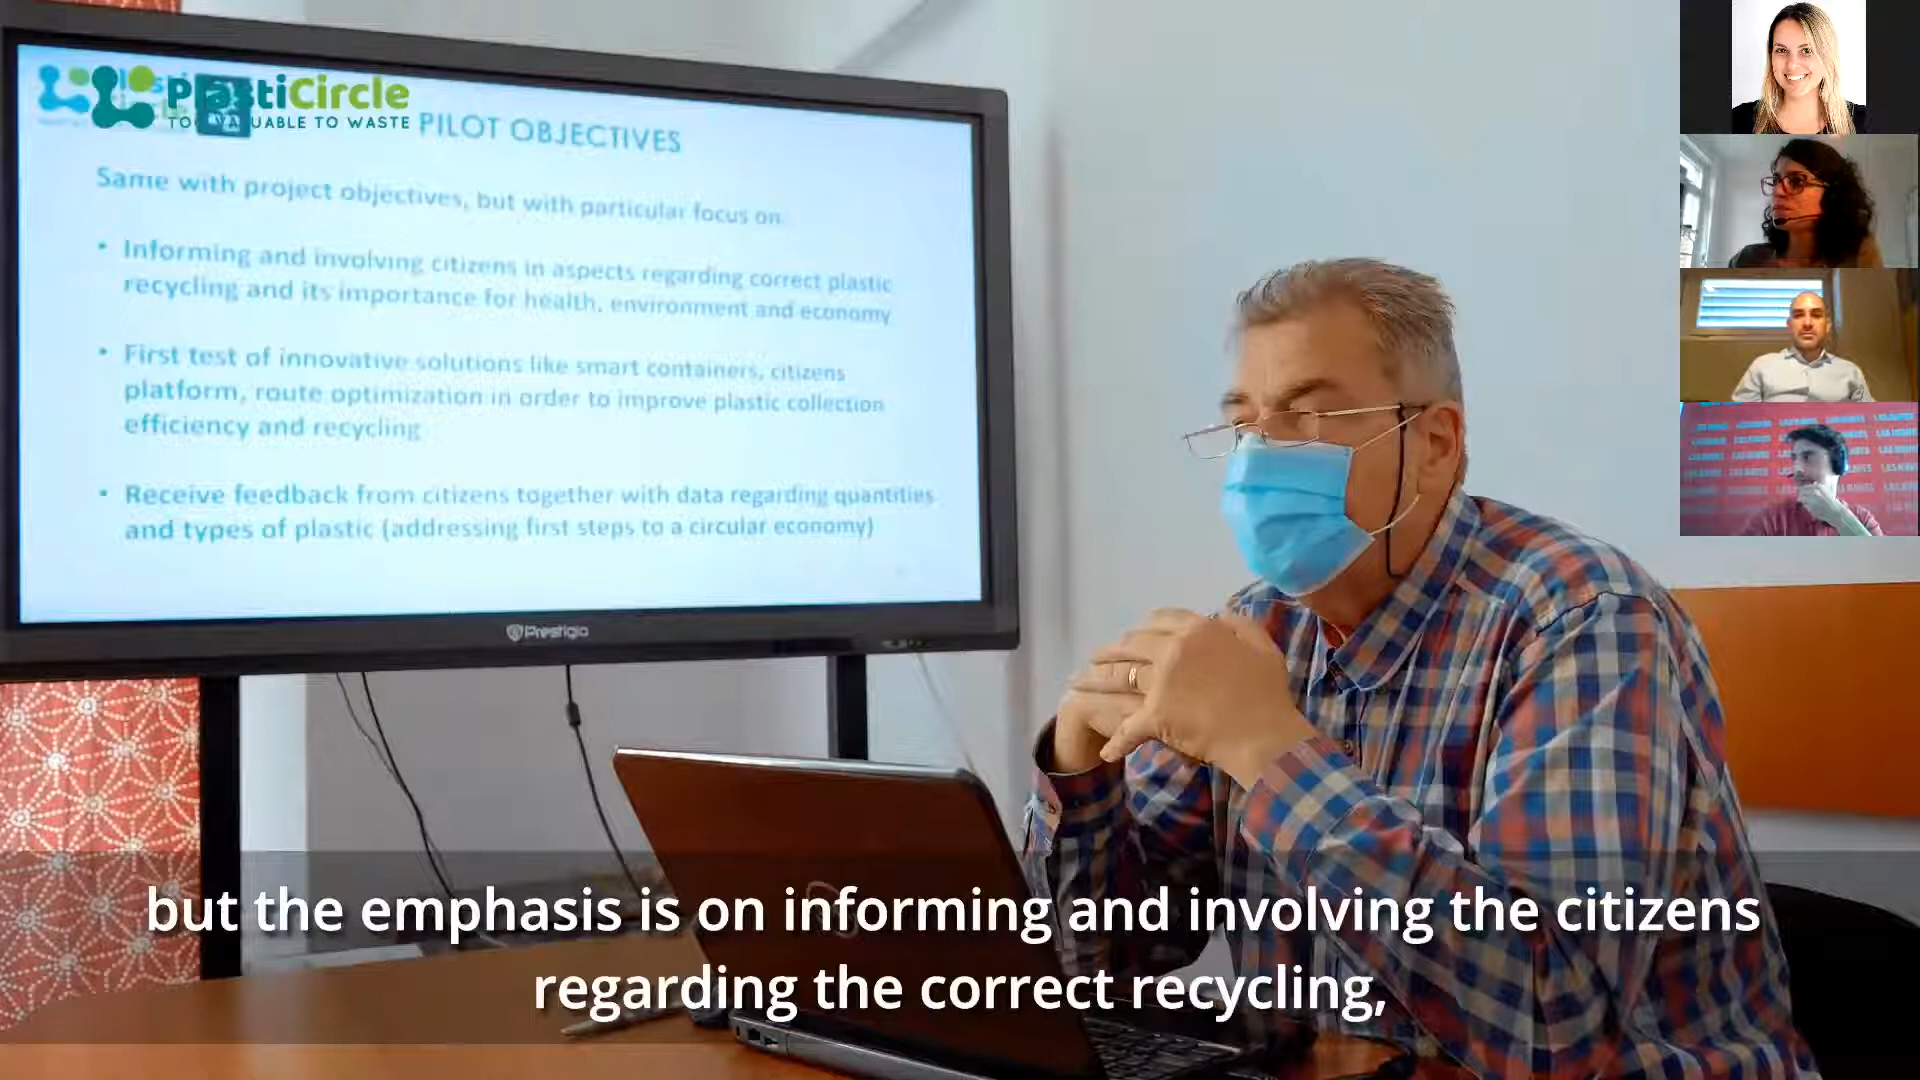 PlastiCircle
TOO VALUABLE TO WASTE
PILOT OBJECTIVES
Same with project objectives, but with particular focus on:
• Informing and involving citizens in aspects regarding correct plastic
recycling and its importance for health, environment and economy
• First test of innovative solutions like smart containers, citizens
platform, route optimization in order to improve plastic collection
efficiency and recycling
• Receive feedback from citizens together with data regarding quantities
and types of plastic (addressing first steps to a circular economy)
Prestigio
LAS NAVES
but the emphasis is on informing and involving the citizens
regarding the correct recycling,